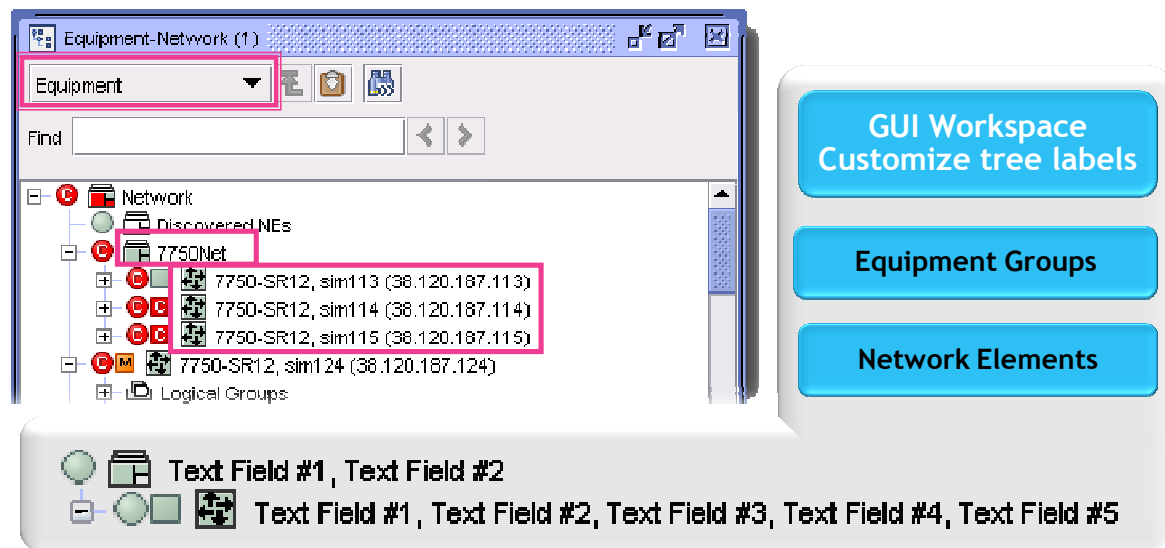 Equipment-Network (1)
Equipment
Find
Network
Discovered NEs
7750Net
C
7750-SR12, sim113 (38.120.187.113)
C C
7750-SR12, sim114 (38.120.187.114)
C C
7750-SR12, sim115 (38.120.187.115)
C M
7750-SR12, sim124 (38.120.187.124)
Logical Groups
GUI Workspace
Customize tree labels
Equipment Groups
Network Elements
Text Field #1, Text Field #2
Text Field #1, Text Field #2, Text Field #3, Text Field #4, Text Field #5